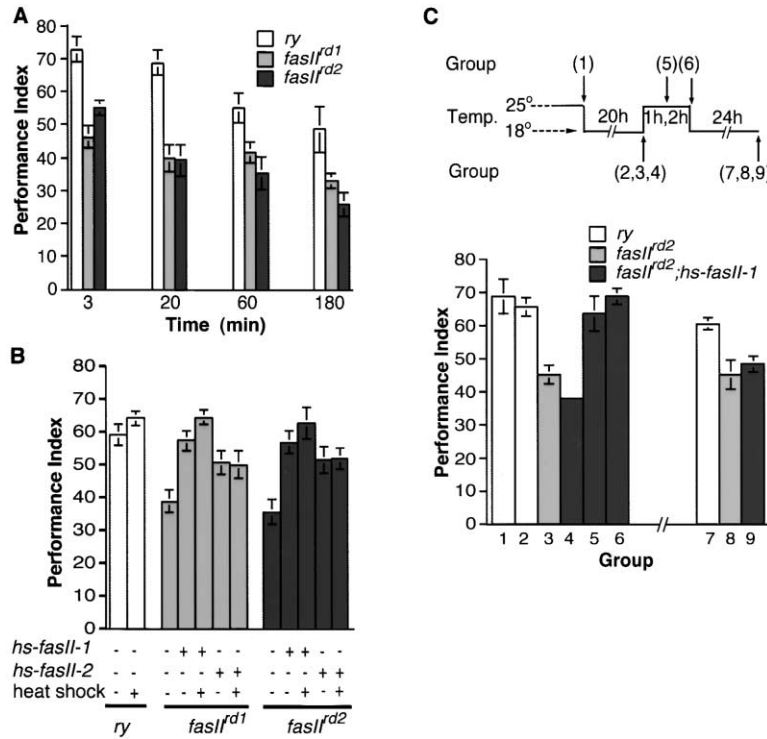 A
ry
fasII^rd1
fasII^rd2
Performance Index
80
70
60
50
40
30
20
10
0
3 20 60 180
Time (min)
B
Performance Index
80
70
60
50
40
30
20
10
0
hs-fasII-1 - - - + + - - - + + - -
hs-fasII-2 - - - - - + + - - - + +
heat shock - + - - + - + - - + - +
ry fasII^rd1 fasII^rd2
C
Group (1) (5)(6)
Temp. 25° 20h 1h,2h 24h
18°
Group (2,3,4) (7,8,9)
ry
fasII^rd2
fasII^rd2;hs-fasII-1
Performance Index
80
70
60
50
40
30
20
10
0
1 2 3 4 5 6 7 8 9
Group